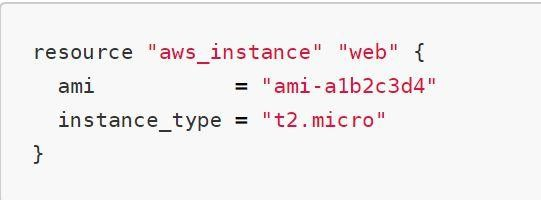 resource "aws_instance" "web" {
  ami           = "ami-a1b2c3d4"
  instance_type = "t2.micro"
}